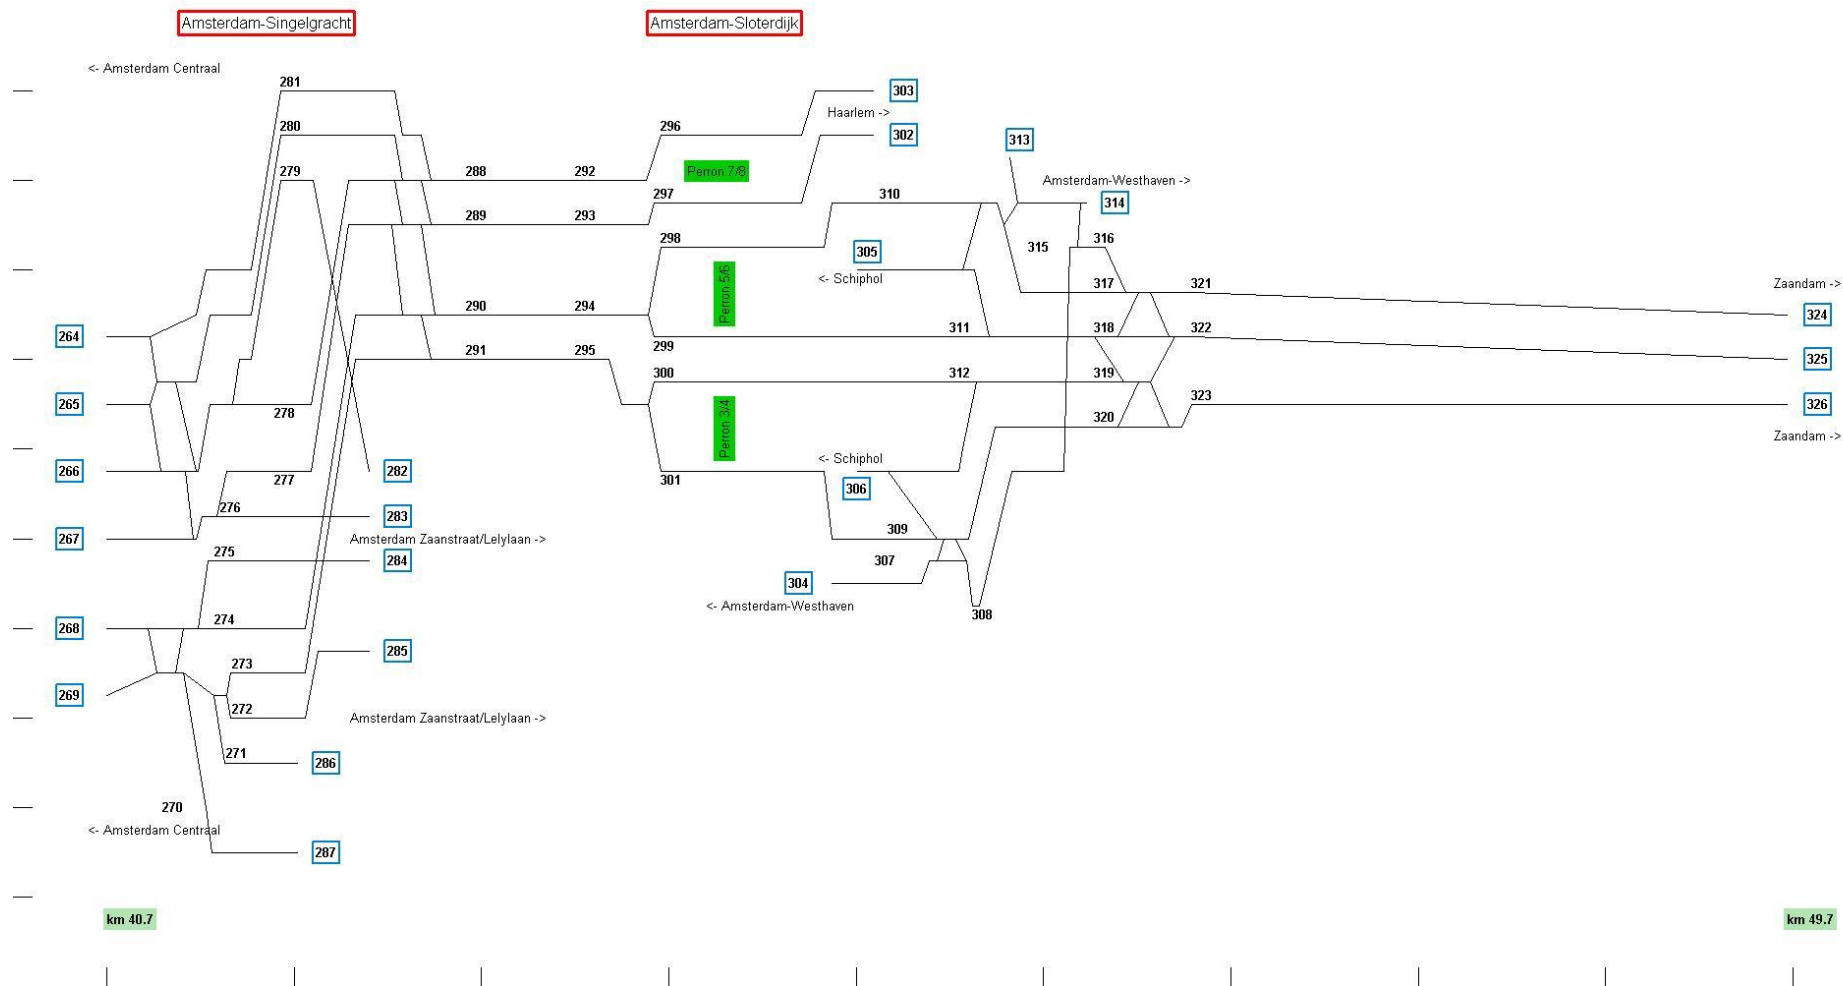 Amsterdam-Singelgracht Amsterdam-Sloterdijk
<- Amsterdam Centraal
281 303
Haarlem ->
280 296 302
313
279 288 292 Perron 7/8 Amsterdam-Westhaven ->
297 310 314
289 293
298 305 315 316
<- Schiphol
317 321 Zaandam ->
Perron 5/6
264 290 294 311 318 322 324
299
291 295 325
300 312 319
265 278 323 326
301 320
Perron 3/4
Zaandam ->
<- Schiphol
266 277 282
306
276 283
267 Amsterdam Zaanstraat/Lelylaan -> 309
275 284 307
304
<- Amsterdam-Westhaven
308
268 274
285
273
269
272 Amsterdam Zaanstraat/Lelylaan ->
271 286
270
<- Amsterdam Centraal
287
km 40.7 km 49.7